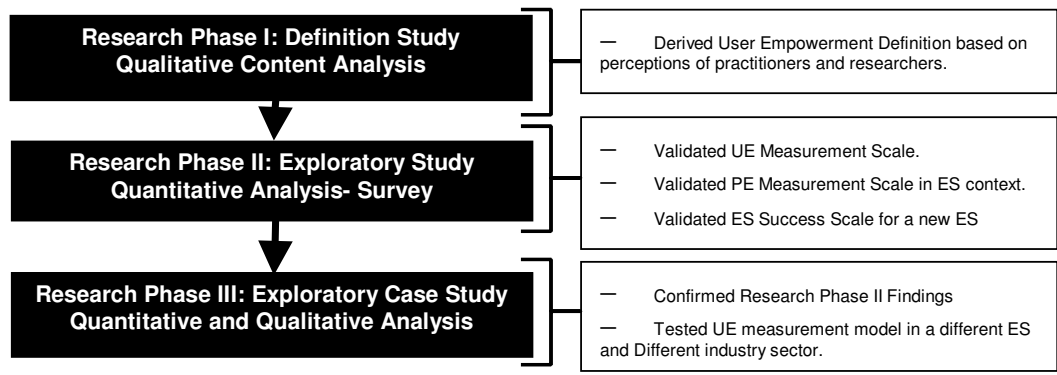 Research Phase I: Definition Study
Qualitative Content Analysis
— Derived User Empowerment Definition based on
perceptions of practitioners and researchers.
Research Phase II: Exploratory Study
Quantitative Analysis- Survey
— Validated UE Measurement Scale.
— Validated PE Measurement Scale in ES context.
— Validated ES Success Scale for a new ES
Research Phase III: Exploratory Case Study
Quantitative and Qualitative Analysis
— Confirmed Research Phase II Findings
— Tested UE measurement model in a different ES
and Different industry sector.